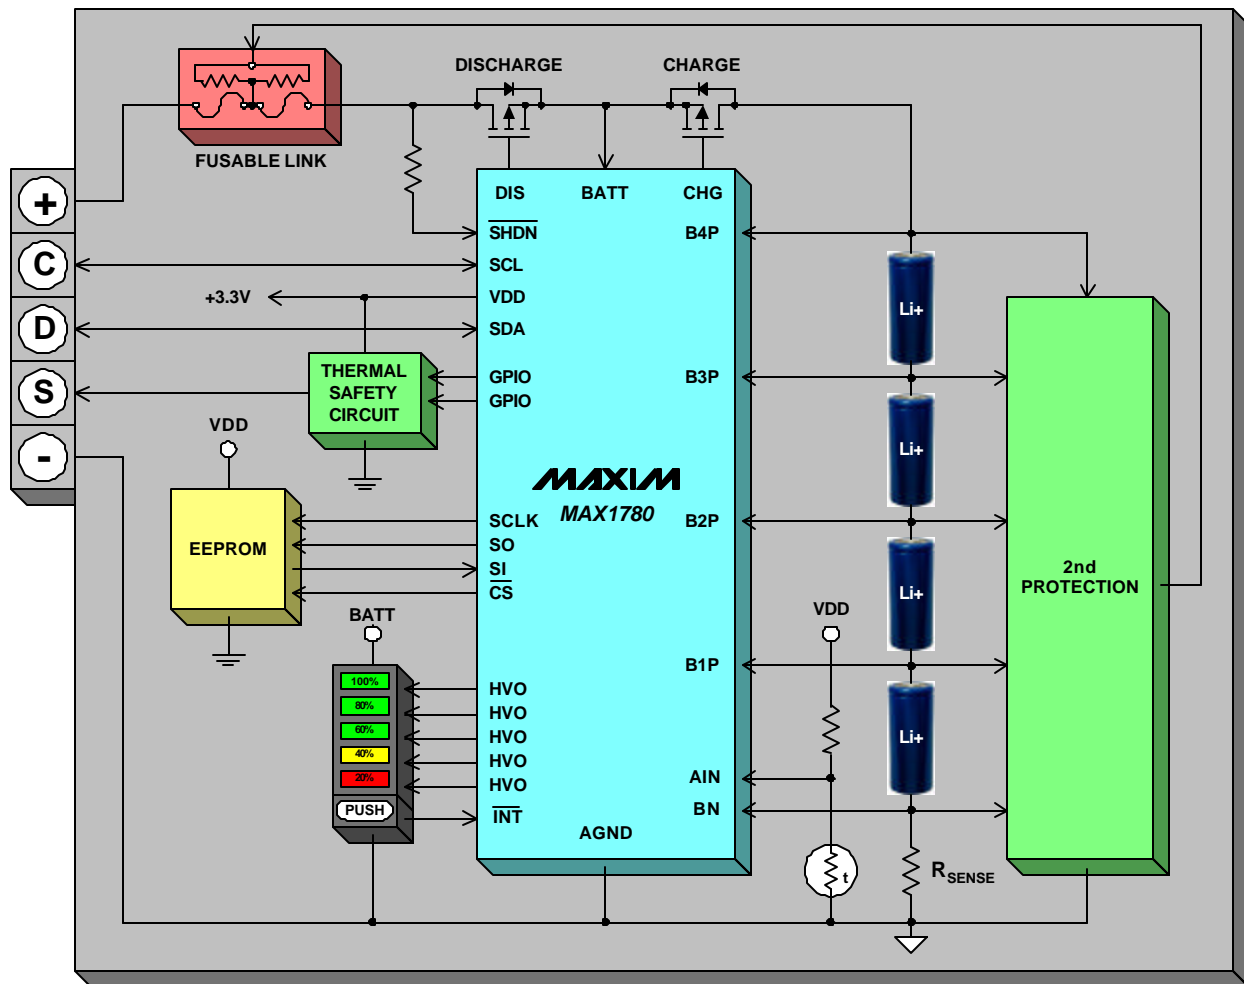 DISCHARGE
CHARGE
FUSABLE LINK
+
C
D
S
-
DIS
BATT
CHG
SHDN
SCL
VDD
SDA
GPIO
GPIO
SCLK
SO
SI
CS
HVO
HVO
HVO
HVO
HVO
INT
AGND
B4P
B3P
B2P
B1P
AIN
BN
MAXIM
MAX1780
+3.3V
THERMAL
SAFETY
CIRCUIT
VDD
EEPROM
BATT
100%
80%
60%
40%
20%
PUSH
VDD
t
Li+
Li+
Li+
Li+
RSENSE
2nd
PROTECTION